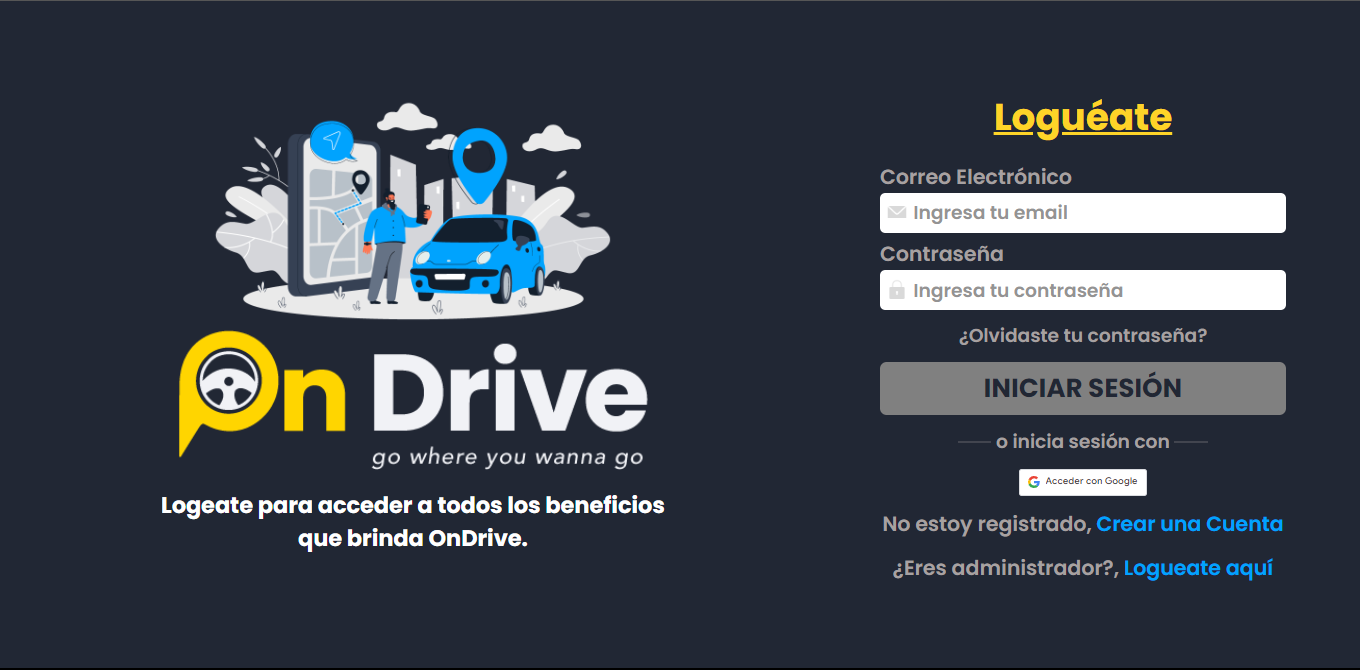 On Drive
go where you wanna go
Logeate para acceder a todos los beneficios
que brinda OnDrive.
Loguéate
Correo Electrónico
Ingresa tu email
Contraseña
Ingresa tu contraseña
¿Olvidaste tu contraseña?
INICIAR SESIÓN
o inicia sesión con
Acceder con Google
No estoy registrado, Crear una Cuenta
¿Eres administrador?, Logueate aquí